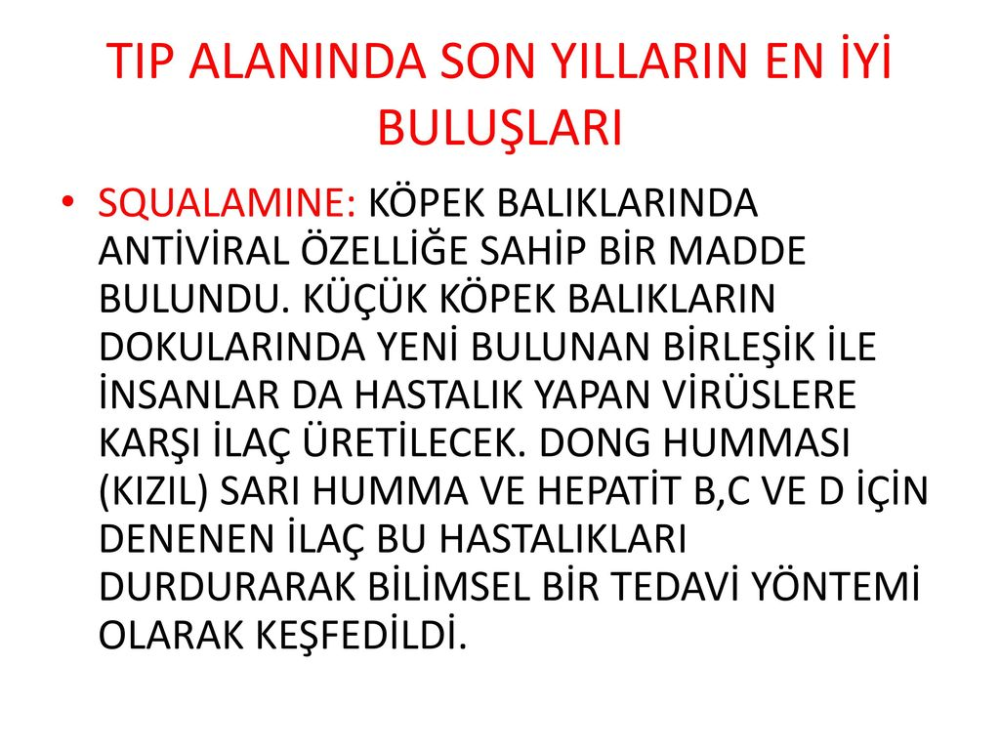 TIP ALANINDA SON YILLARIN EN İYİ
BULUŞLARI
• SQUALAMINE: KÖPEK BALIKLARINDA
ANTİVİRAL ÖZELLİĞE SAHİP BİR MADDE
BULUNDU. KÜÇÜK KÖPEK BALIKLARIN
DOKULARINDA YENİ BULUNAN BİRLEŞİK İLE
İNSANLAR DA HASTALIK YAPAN VİRÜSLERE
KARŞI İLAÇ ÜRETİLECEK. DONG HUMMASI
(KIZIL) SARI HUMMA VE HEPATİT B,C VE D İÇİN
DENENEN İLAÇ BU HASTALIKLARI
DURDURARAK BİLİMSEL BİR TEDAVİ YÖNTEMİ
OLARAK KEŞFEDİLDİ.